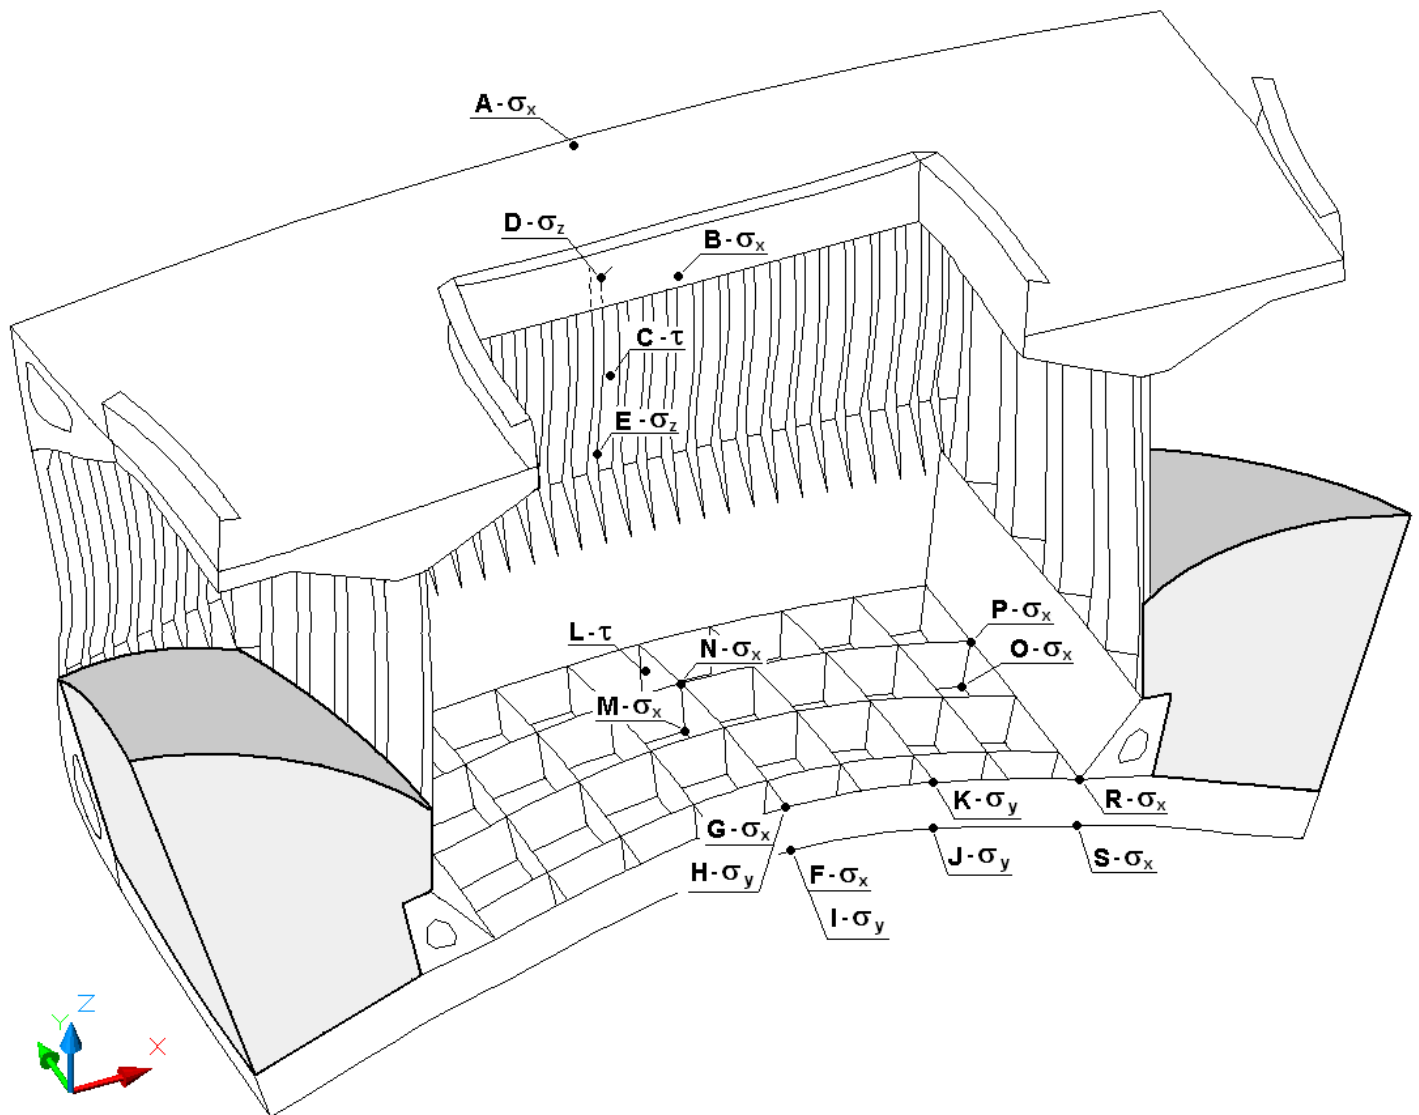 A - σx
D - σz
B - σx
C - τ
E - σz
P - σx
L - τ
N - σx
O - σx
M - σx
G - σx
K - σy
R - σx
H - σy
F - σx
J - σy
S - σx
I - σy
Z
Y
X